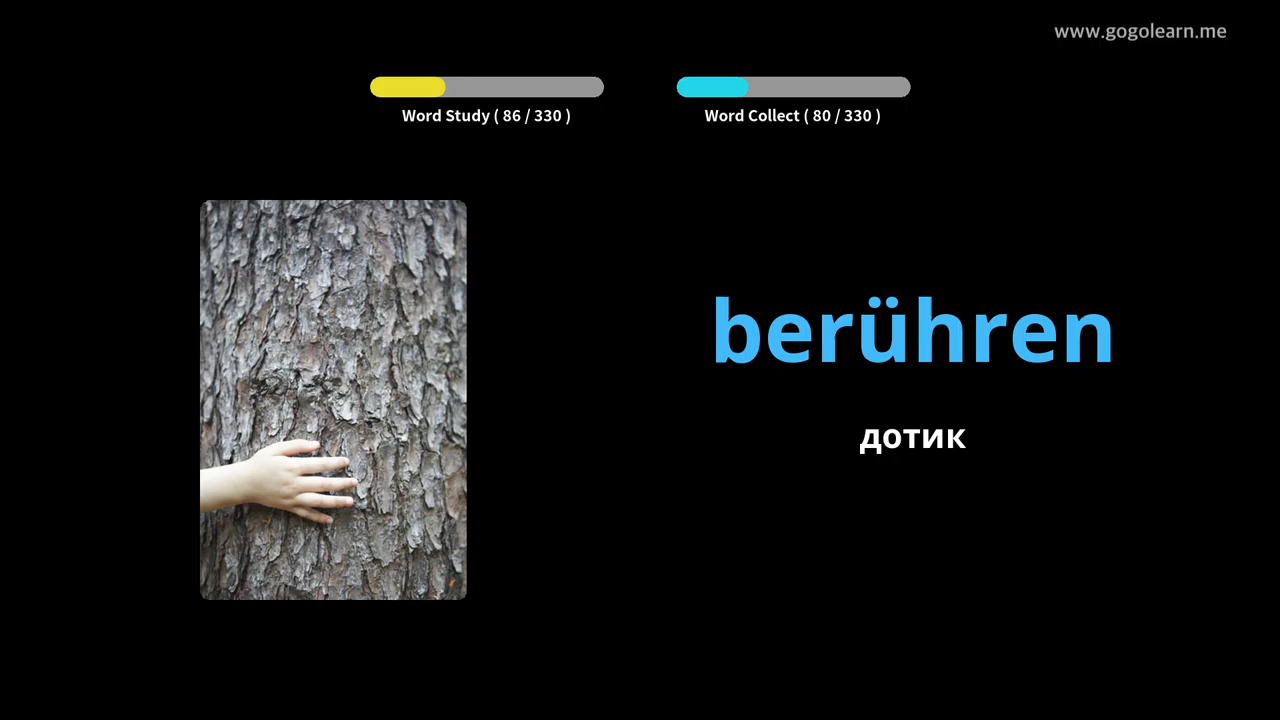 www.gogolearn.me
Word Study ( 86 / 330 )
Word Collect ( 80 / 330 )
berühren
дотик